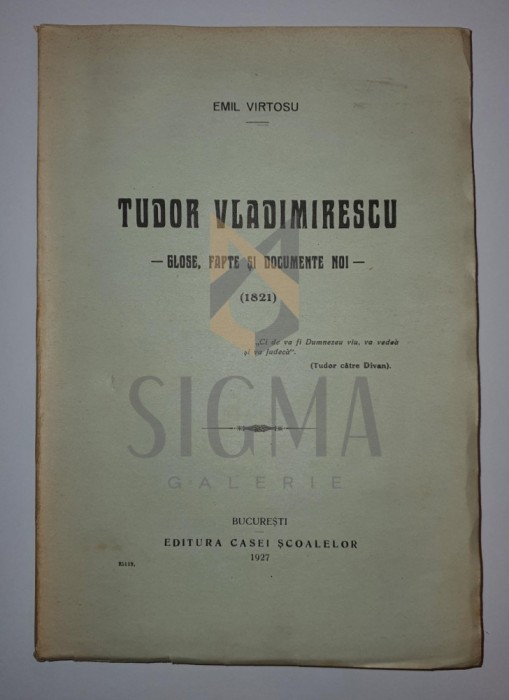 EMIL VIRTOSU
TUDOR VLADIMIRESCU
— GLOSE, FAPTE ȘI DOCUMENTE NOI —
(1821)
„Ci de va fi Dumnezeu viu, va vedeà
și va judecà“.
(Tudor către Divan).
SIGMA
GALERIE
BUCUREȘTI
EDITURA CASEI ȘCOALELOR
1927